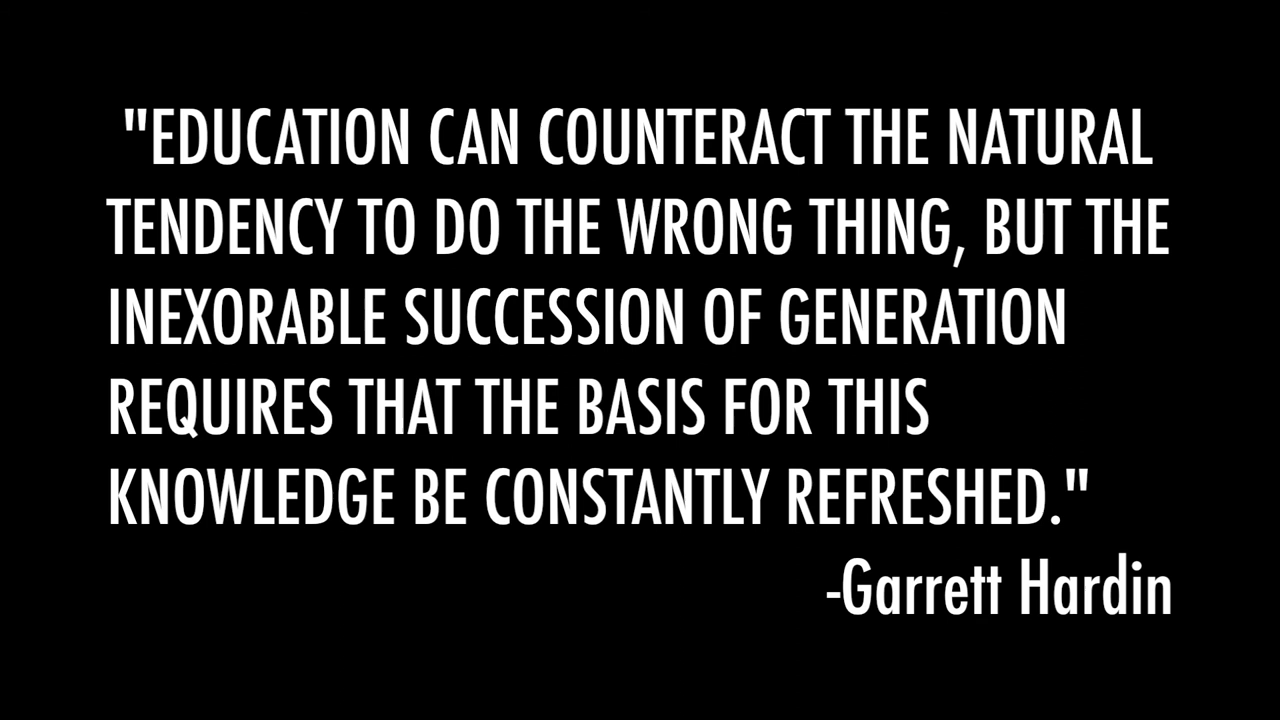 "EDUCATION CAN COUNTERACT THE NATURAL
TENDENCY TO DO THE WRONG THING, BUT THE
INEXORABLE SUCCESSION OF GENERATION
REQUIRES THAT THE BASIS FOR THIS
KNOWLEDGE BE CONSTANTLY REFRESHED."
-Garrett Hardin